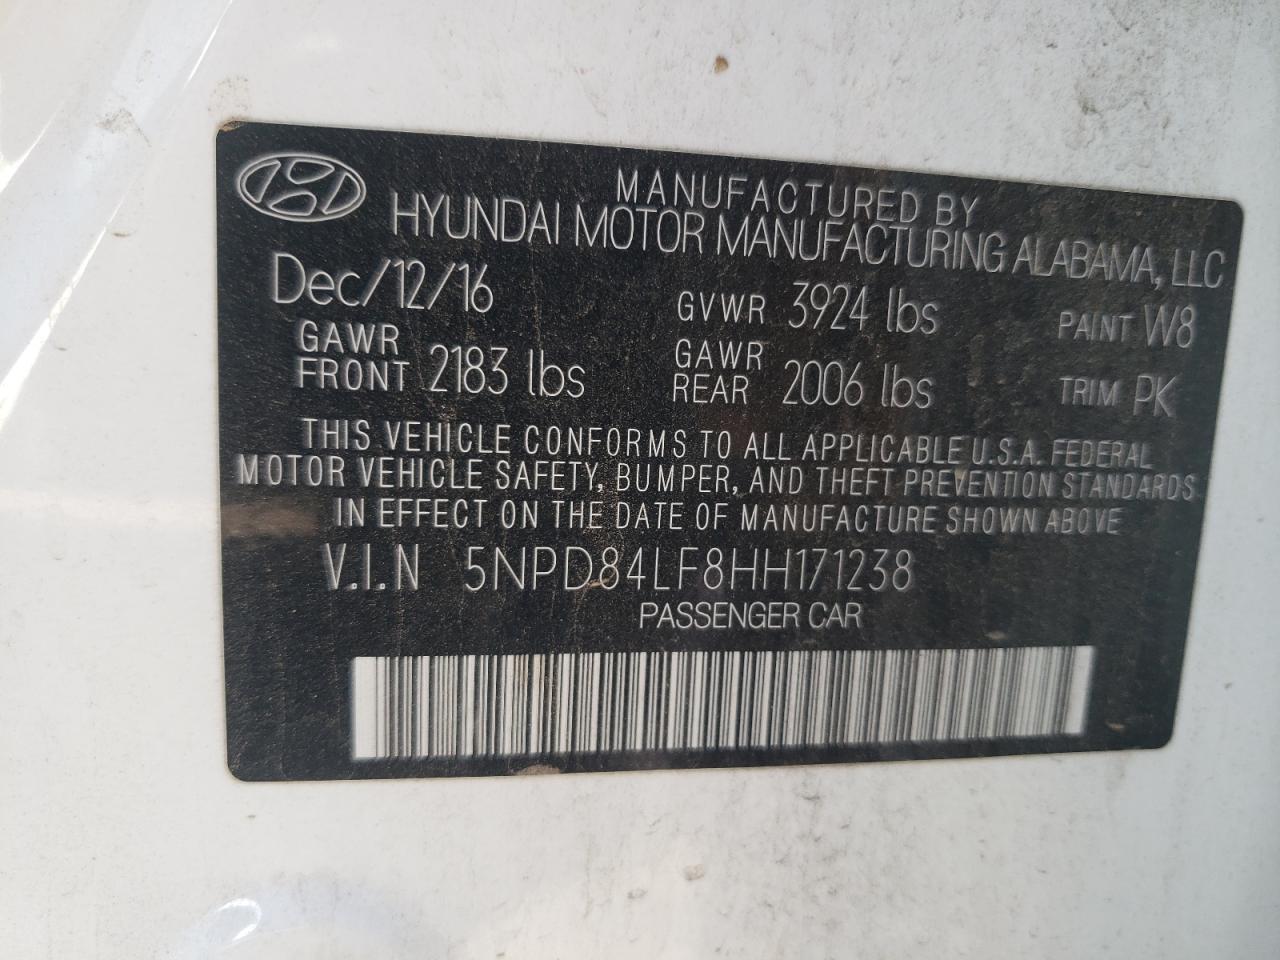 MANUFACTURED BY
HYUNDAI MOTOR MANUFACTURING ALABAMA, LLC
Dec/12/16 GVWR 3924 lbs PAINT W8
GAWR FRONT 2183 lbs GAWR REAR 2006 lbs TRIM PK
THIS VEHICLE CONFORMS TO ALL APPLICABLE U.S.A. FEDERAL
MOTOR VEHICLE SAFETY, BUMPER, AND THEFT PREVENTION STANDARDS
IN EFFECT ON THE DATE OF MANUFACTURE SHOWN ABOVE
V.I.N 5NPD84LF8HH171238
PASSENGER CAR